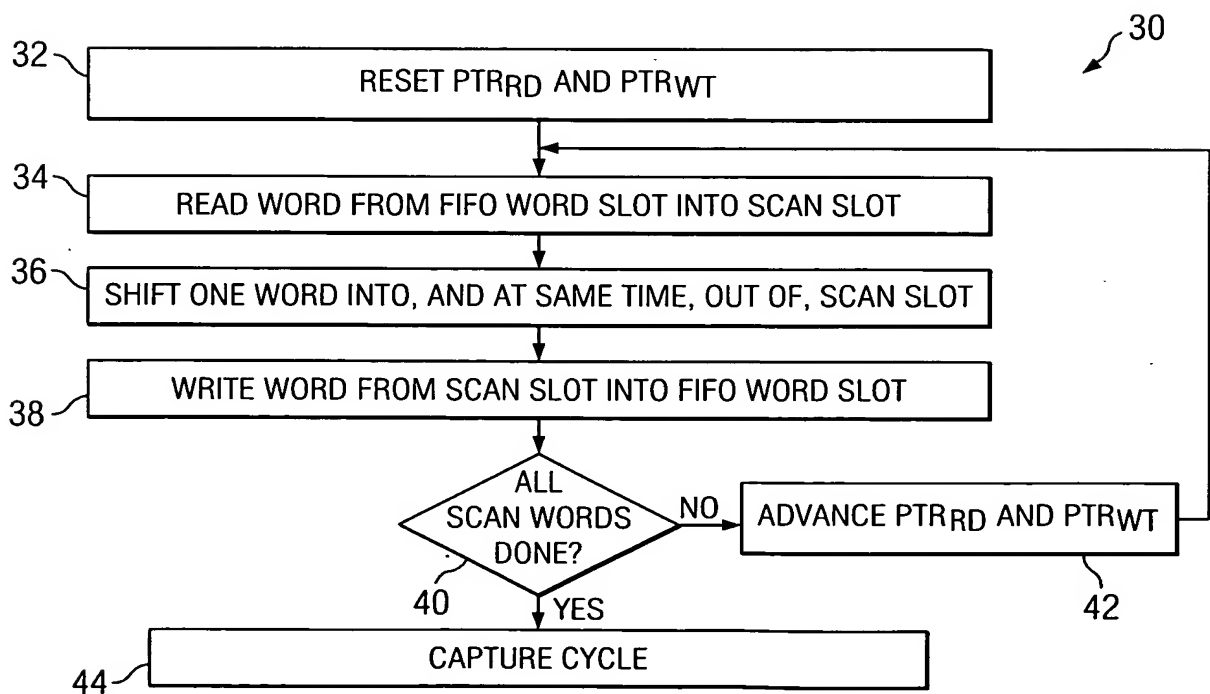 30
32
RESET PTRRD AND PTRWT
34
READ WORD FROM FIFO WORD SLOT INTO SCAN SLOT
36
SHIFT ONE WORD INTO, AND AT SAME TIME, OUT OF, SCAN SLOT
38
WRITE WORD FROM SCAN SLOT INTO FIFO WORD SLOT
ALL
SCAN WORDS
DONE?
40
NO
ADVANCE PTRRD AND PTRWT
42
YES
44
CAPTURE CYCLE